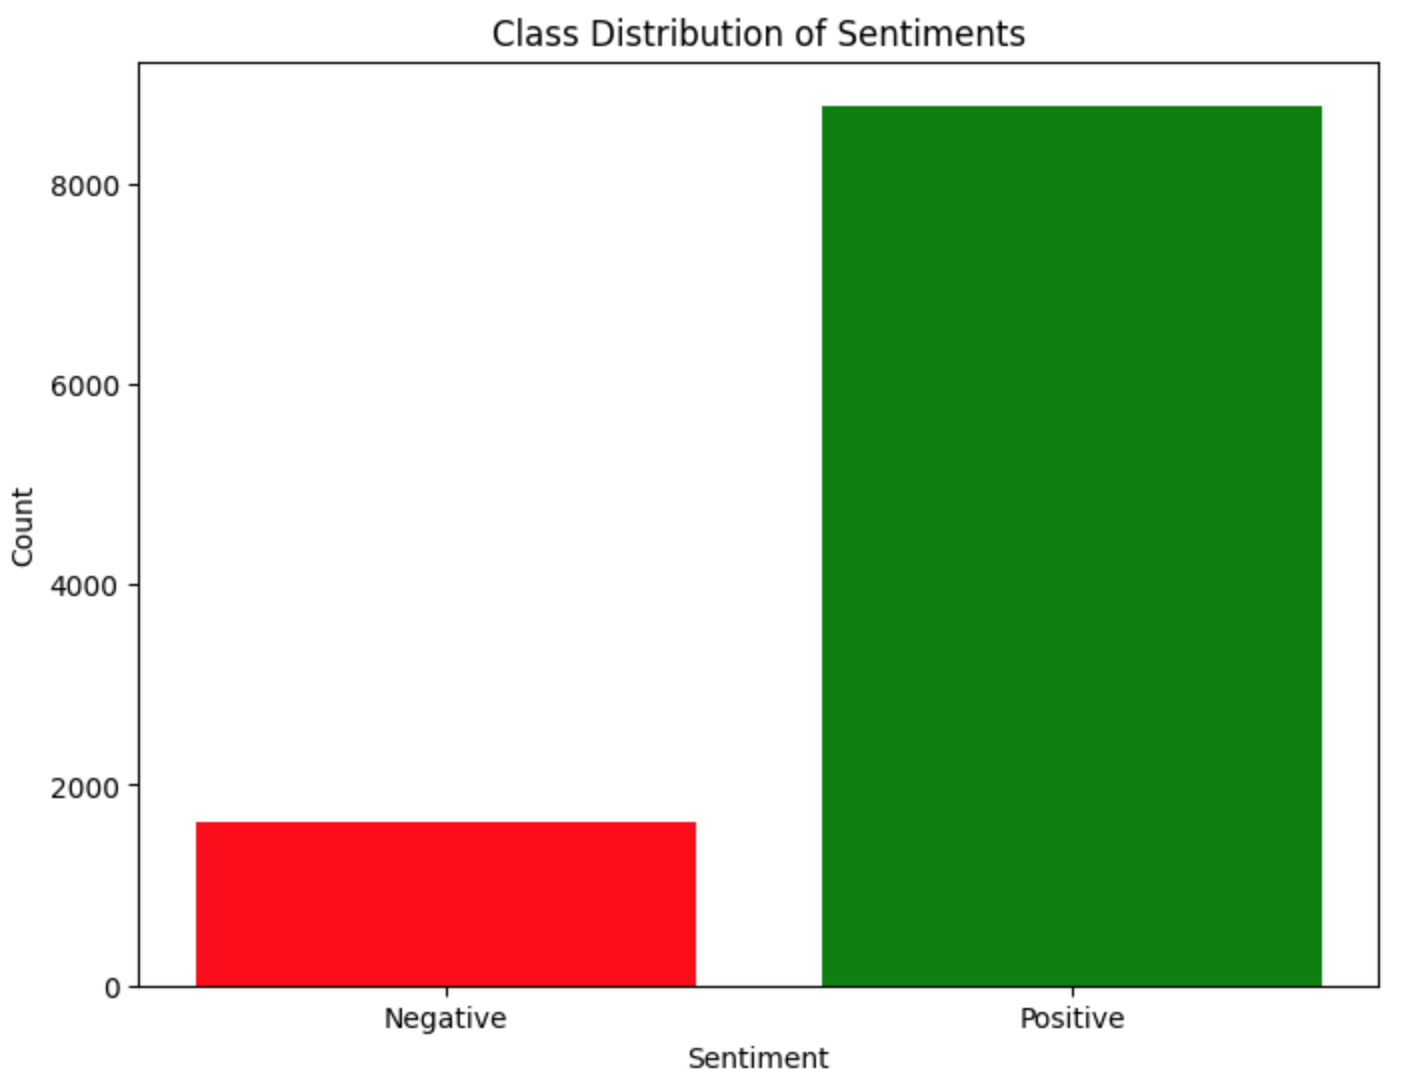 Class Distribution of Sentiments
8000
6000
4000
2000
0
Count
Negative
Positive
Sentiment